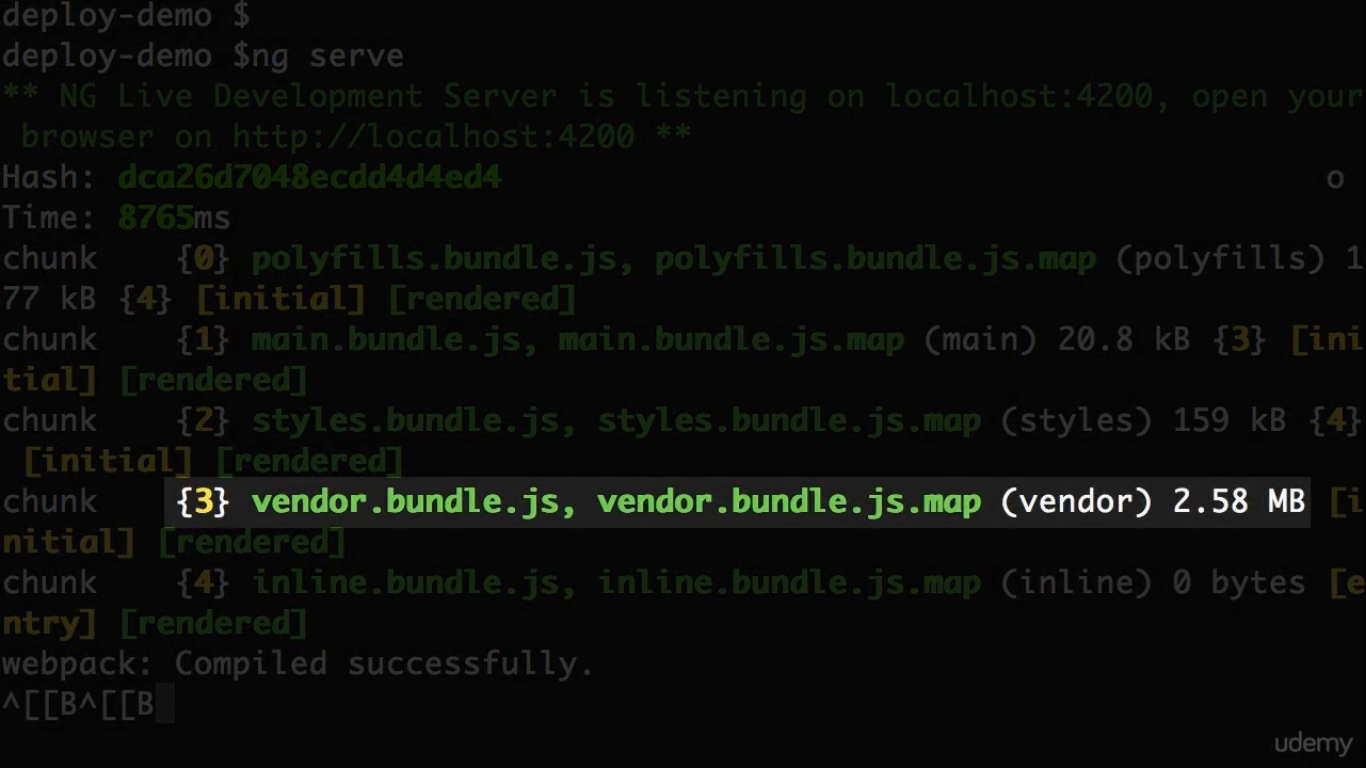 deploy-demo $
deploy-demo $ng serve
** NG Live Development Server is listening on localhost:4200, open your
 browser on http://localhost:4200 **
Hash: dca26d7048ecdd4d4ed4 o
Time: 8765ms
chunk    {0} polyfills.bundle.js, polyfills.bundle.js.map (polyfills) 1
77 kB {4} [initial] [rendered]
chunk    {1} main.bundle.js, main.bundle.js.map (main) 20.8 kB {3} [ini
tial] [rendered]
chunk    {2} styles.bundle.js, styles.bundle.js.map (styles) 159 kB {4}
 [initial] [rendered]
chunk    {3} vendor.bundle.js, vendor.bundle.js.map (vendor) 2.58 MB [i
nitial] [rendered]
chunk    {4} inline.bundle.js, inline.bundle.js.map (inline) 0 bytes [e
ntry] [rendered]
webpack: Compiled successfully.
^[[B^[[B
udemy